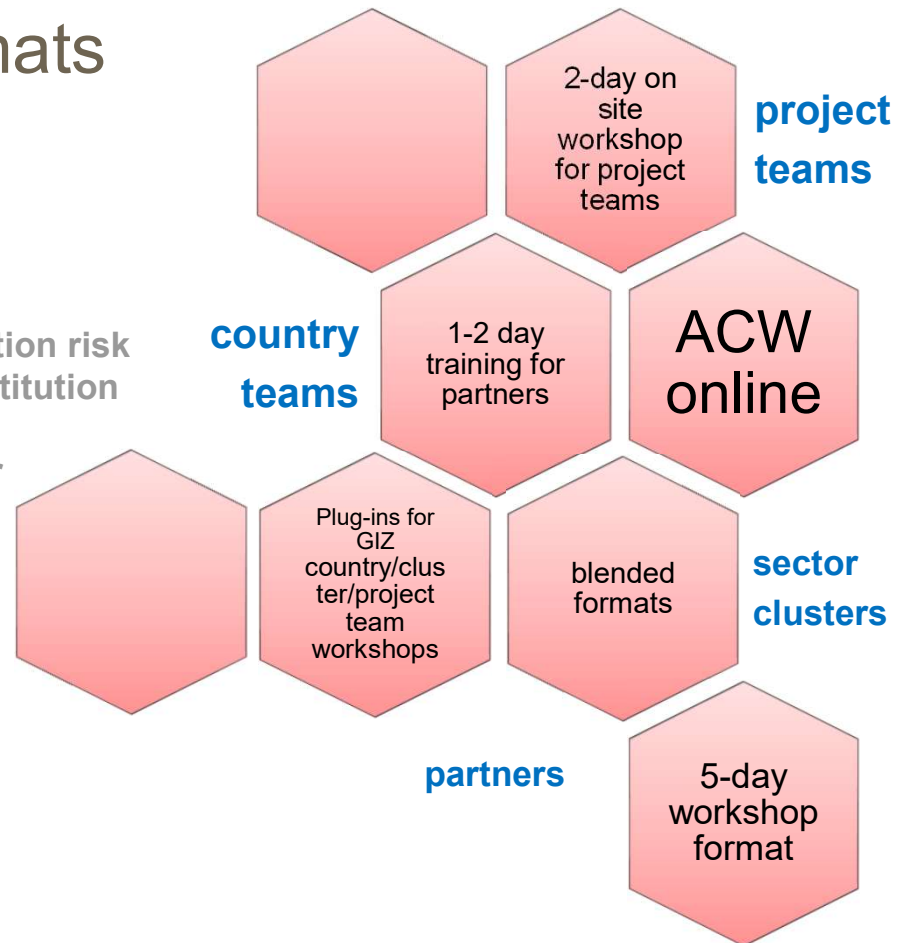 2-day on
site
workshop
for project
teams
project
teams
tion risk
titution
country
teams
1-2 day
training for
partners
ACW
online
Plug-ins for
GIZ
country/clus
ter/project
team
workshops
blended
formats
sector
clusters
partners
5-day
workshop
format